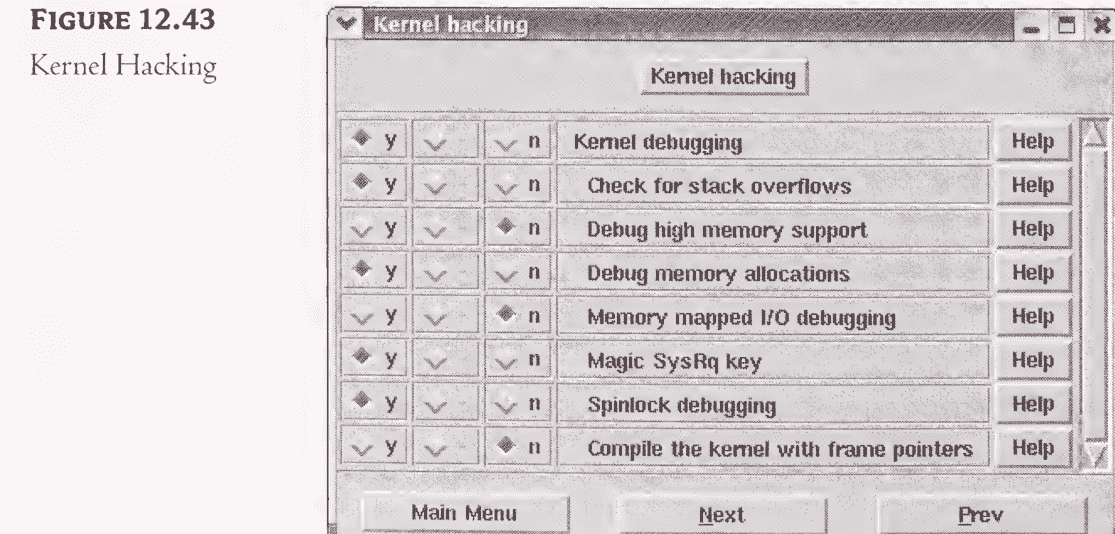 FIGURE 12.43
Kernel Hacking
Kernel hacking
Kernel hacking
y n Kernel debugging Help
y n Check for stack overflows Help
y n Debug high memory support Help
y n Debug memory allocations Help
y n Memory mapped I/O debugging Help
y n Magic SysRq key Help
y n Spinlock debugging Help
y n Compile the kernel with frame pointers Help
Main Menu Next Prev